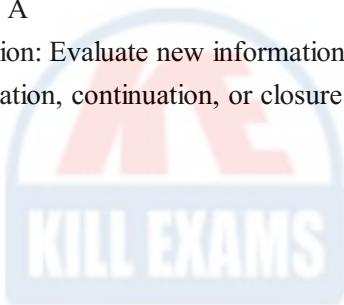 A
ion: Evaluate new information
ation, continuation, or closure
KILL EXAMS